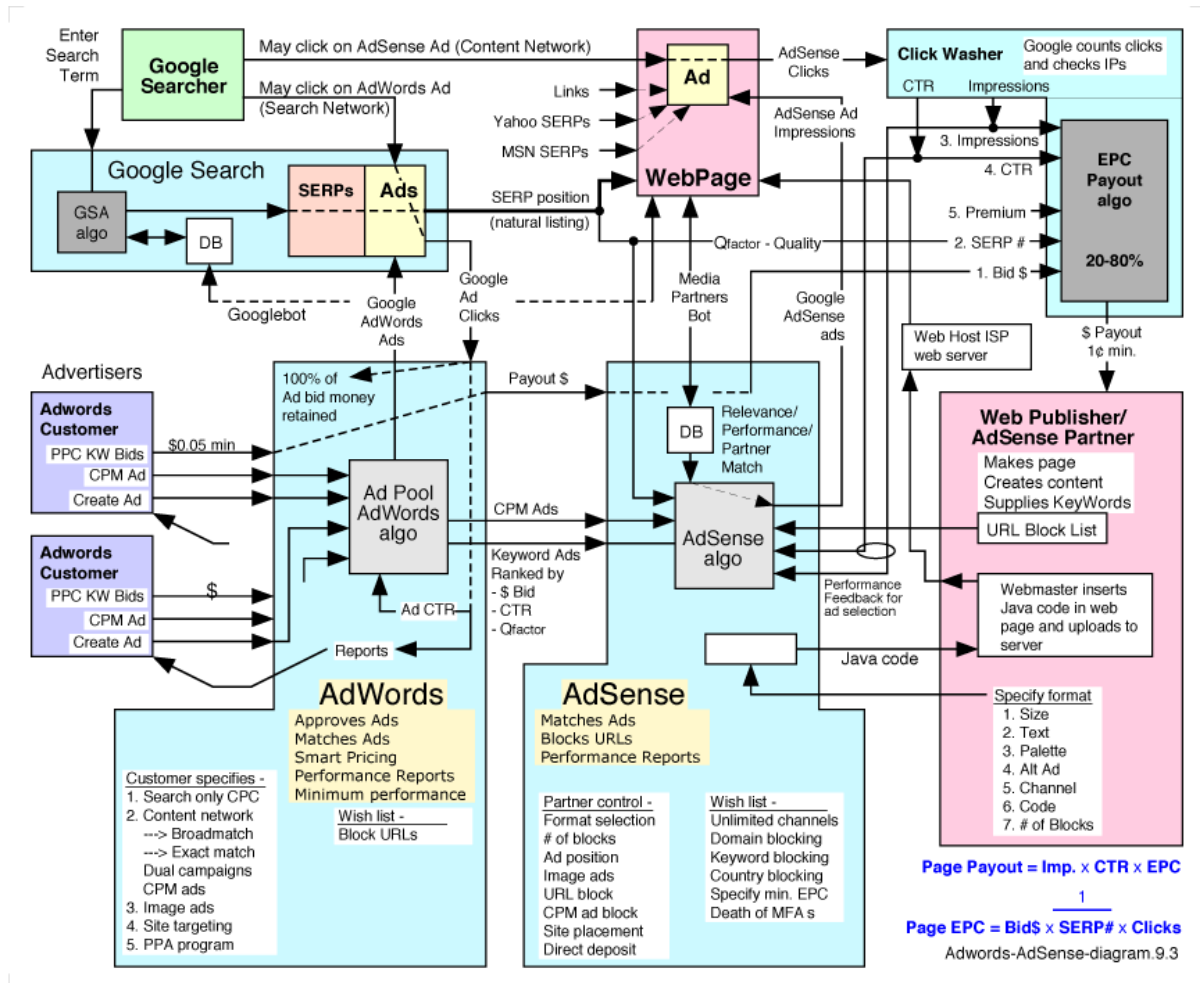 Enter
Search
Term
Google
Searcher
May click on AdSense Ad (Content Network)
May click on AdWords Ad
(Search Network)
Links
Yahoo SERPs
MSN SERPs
Ad
WebPage
AdSense
Clicks
AdSense Ad
Impressions
Click Washer
Google counts clicks
and checks IPs
CTR
Impressions
3. Impressions
4. CTR
5. Premium
2. SERP #
1. Bid $
EPC
Payout
algo
20-80%
Google Search
GSA
algo
DB
SERPs
Ads
SERP position
(natural listing)
Qfactor - Quality
Googlebot
Google
AdWords
Ads
Google
Ad
Clicks
Media
Partners
Bot
Google
AdSense
ads
Web Host ISP
web server
$ Payout
1¢ min.
Advertisers
Adwords
Customer
PPC KW Bids
CPM Ad
Create Ad
$0.05 min
100% of
Ad bid money
retained
Payout $
Ad Pool
AdWords
algo
CPM Ads
Keyword Ads
Ranked by
- $ Bid
- CTR
- Qfactor
DB
Relevance/
Performance/
Partner
Match
AdSense
algo
Performance
Feedback for
ad selection
Adwords
Customer
PPC KW Bids
CPM Ad
Create Ad
$
Ad CTR
Reports
Web Publisher/
AdSense Partner
Makes page
Creates content
Supplies KeyWords
URL Block List
Webmaster inserts
Java code in web
page and uploads to
server
Java code
Specify format
1. Size
2. Text
3. Palette
4. Alt Ad
5. Channel
6. Code
7. # of Blocks
AdWords
Approves Ads
Matches Ads
Smart Pricing
Performance Reports
Minimum performance
Customer specifies -
1. Search only CPC
2. Content network
---> Broadmatch
---> Exact match
Dual campaigns
CPM ads
3. Image ads
4. Site targeting
5. PPA program
Wish list -
Block URLs
AdSense
Matches Ads
Blocks URLs
Performance Reports
Partner control -
Format selection
# of blocks
Ad position
Image ads
URL block
CPM ad block
Site placement
Direct deposit
Wish list -
Unlimited channels
Domain blocking
Keyword blocking
Country blocking
Specify min. EPC
Death of MFA s
Page Payout = Imp. x CTR x EPC
1
Page EPC = Bid$ x SERP# x Clicks
Adwords-AdSense-diagram.9.3